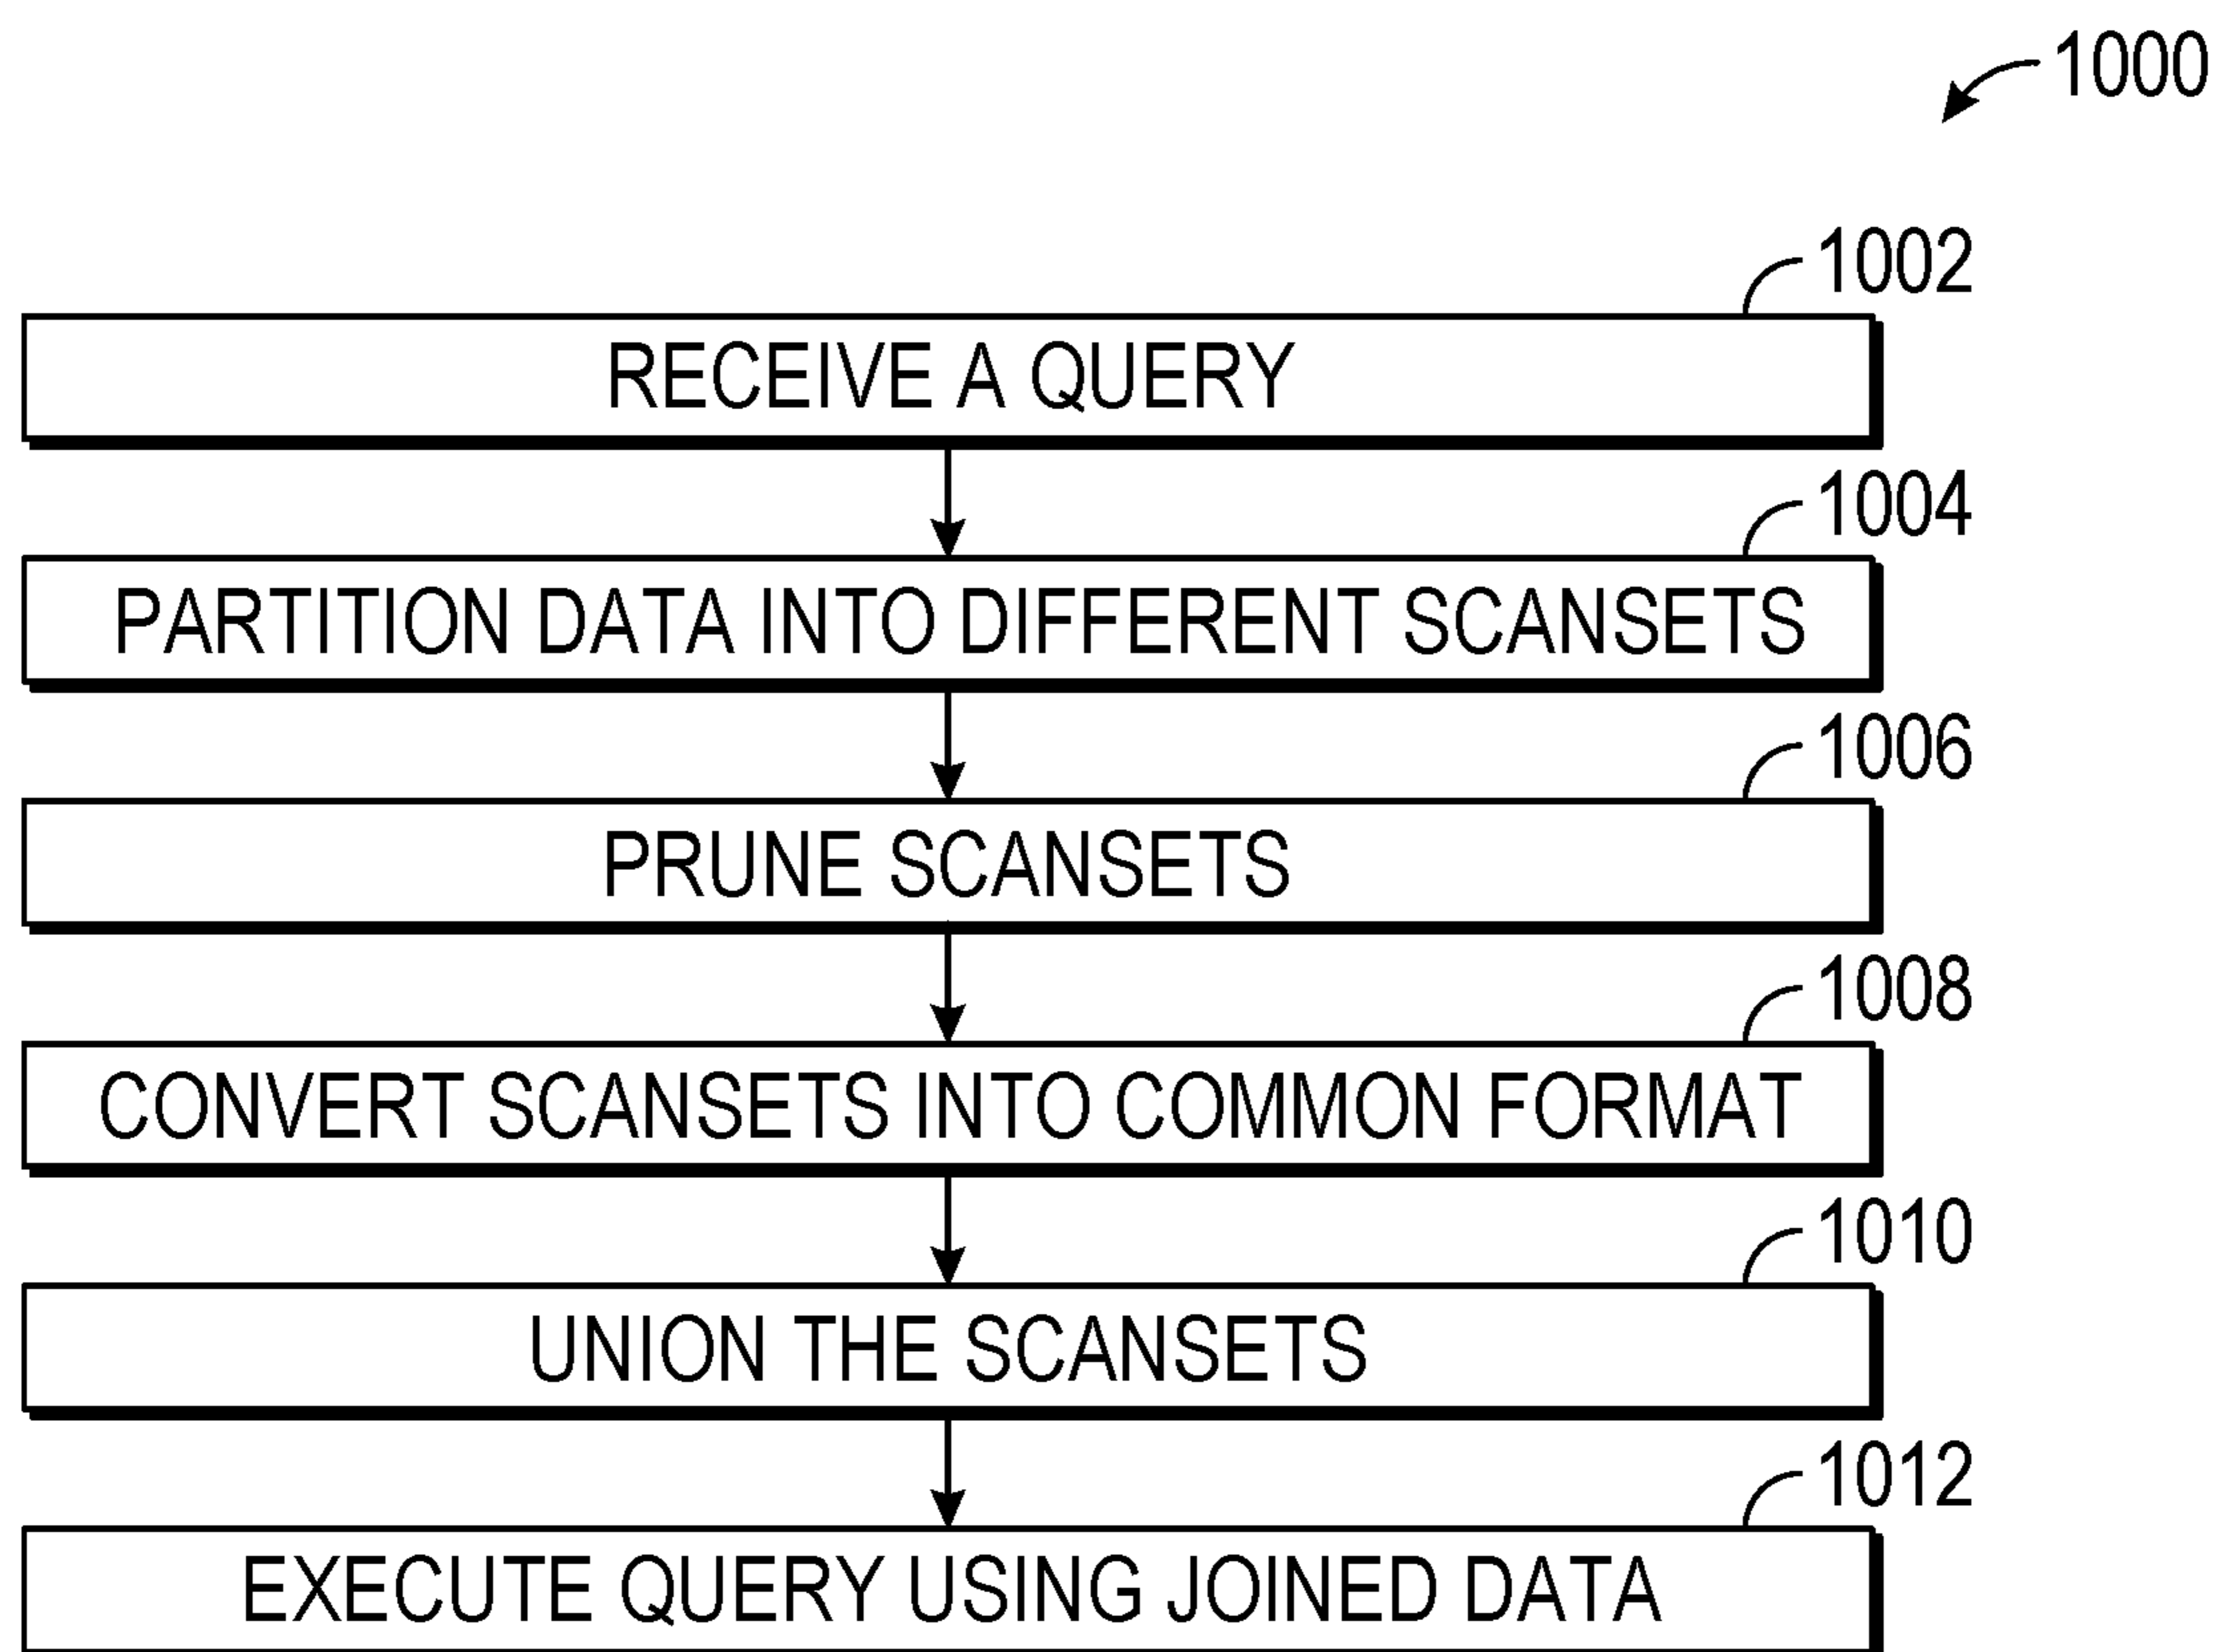 1000
1002
RECEIVE A QUERY
1004
PARTITION DATA INTO DIFFERENT SCANSETS
1006
PRUNE SCANSETS
1008
CONVERT SCANSETS INTO COMMON FORMAT
1010
UNION THE SCANSETS
1012
EXECUTE QUERY USING JOINED DATA